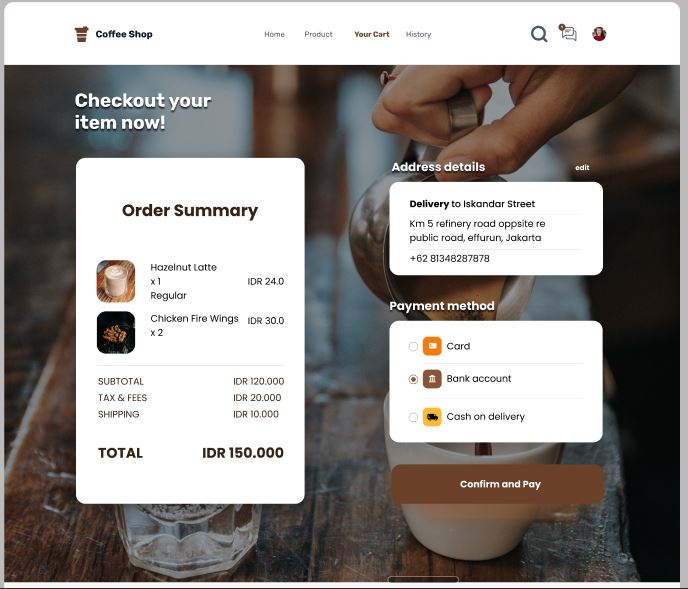 Coffee Shop
Home
Product
Your Cart
History
Checkout your
item now!
Order Summary
Hazelnut Latte
x 1
Regular
IDR 24.0
Chicken Fire Wings
x 2
IDR 30.0
SUBTOTAL IDR 120.000
TAX & FEES IDR 20.000
SHIPPING IDR 10.000
TOTAL IDR 150.000
Address details
edit
Delivery to Iskandar Street
Km 5 refinery road oppsite re
public road, effurun, Jakarta
+62 81348287878
Payment method
Card
Bank account
Cash on delivery
Confirm and Pay